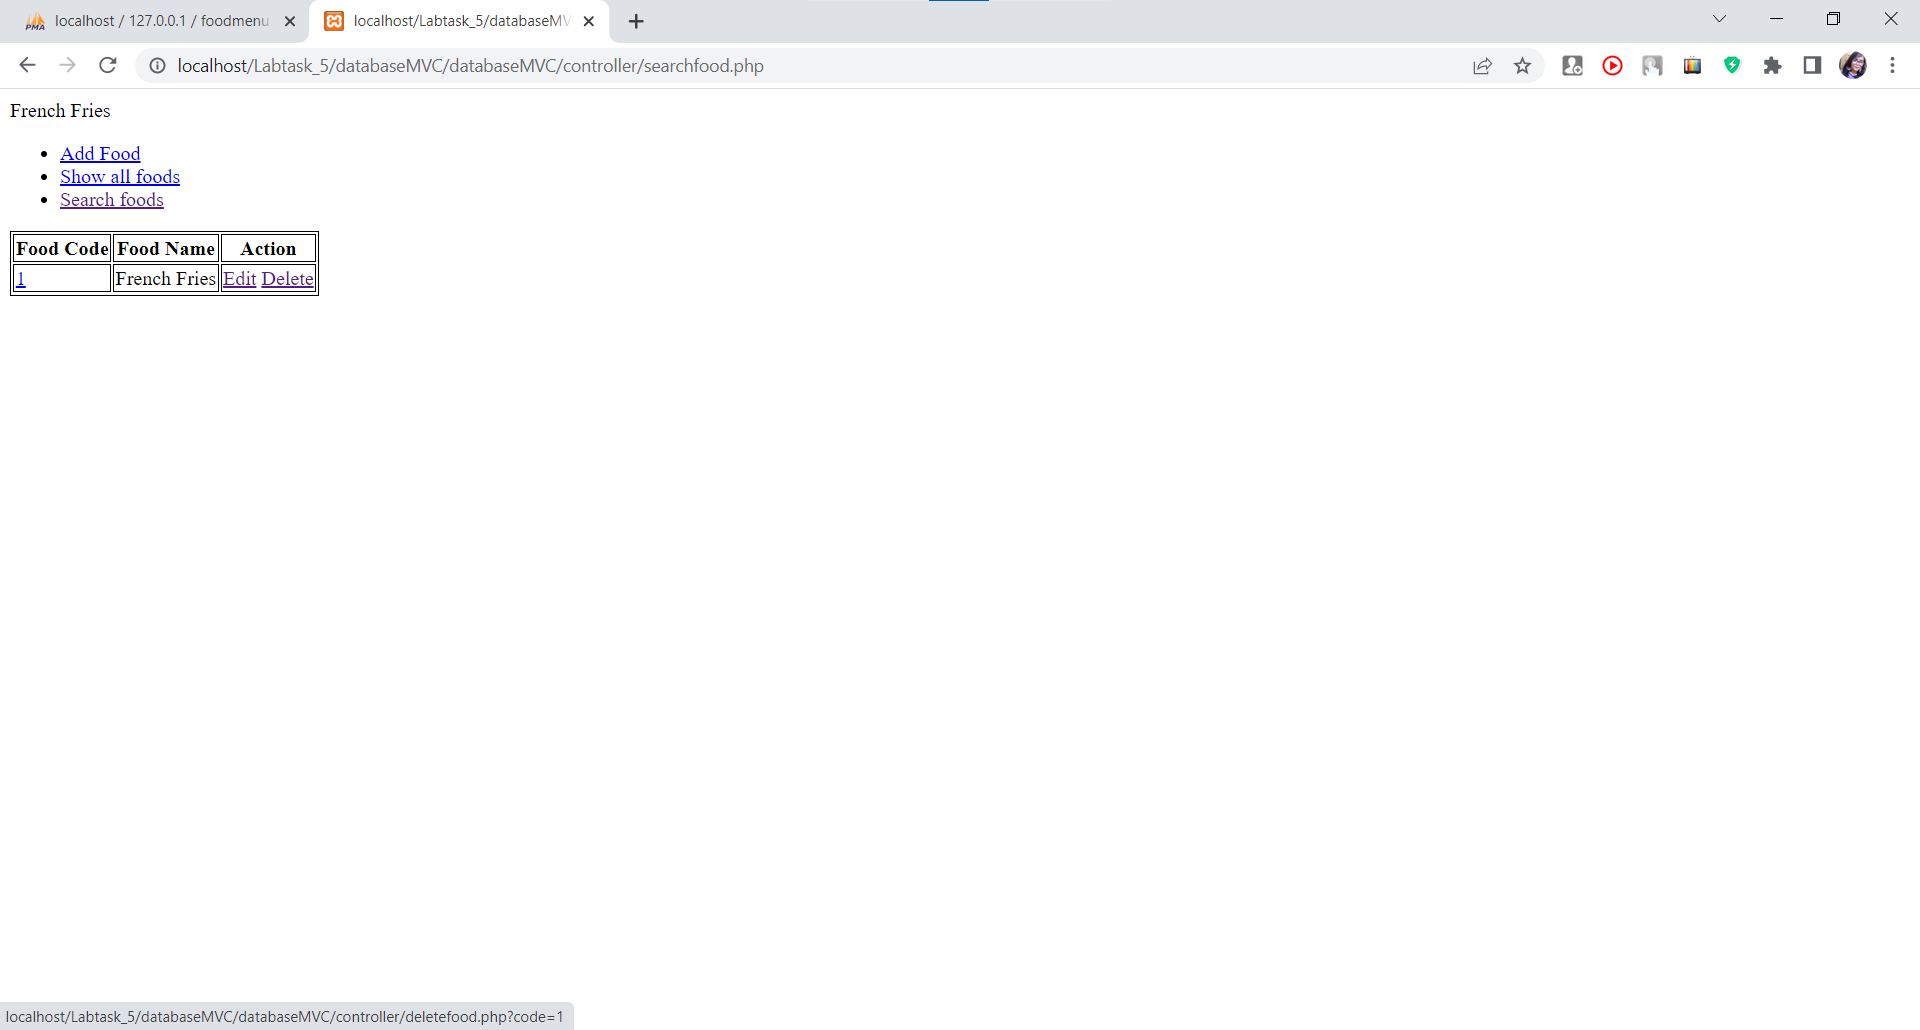 localhost / 127.0.0.1 / foodmenu
localhost/Labtask_5/databaseMV
localhost/Labtask_5/databaseMVC/databaseMVC/controller/searchfood.php
French Fries
Add Food
Show all foods
Search foods
Food Code Food Name Action
1 French Fries Edit Delete
localhost/Labtask_5/databaseMVC/databaseMVC/controller/deletefood.php?code=1